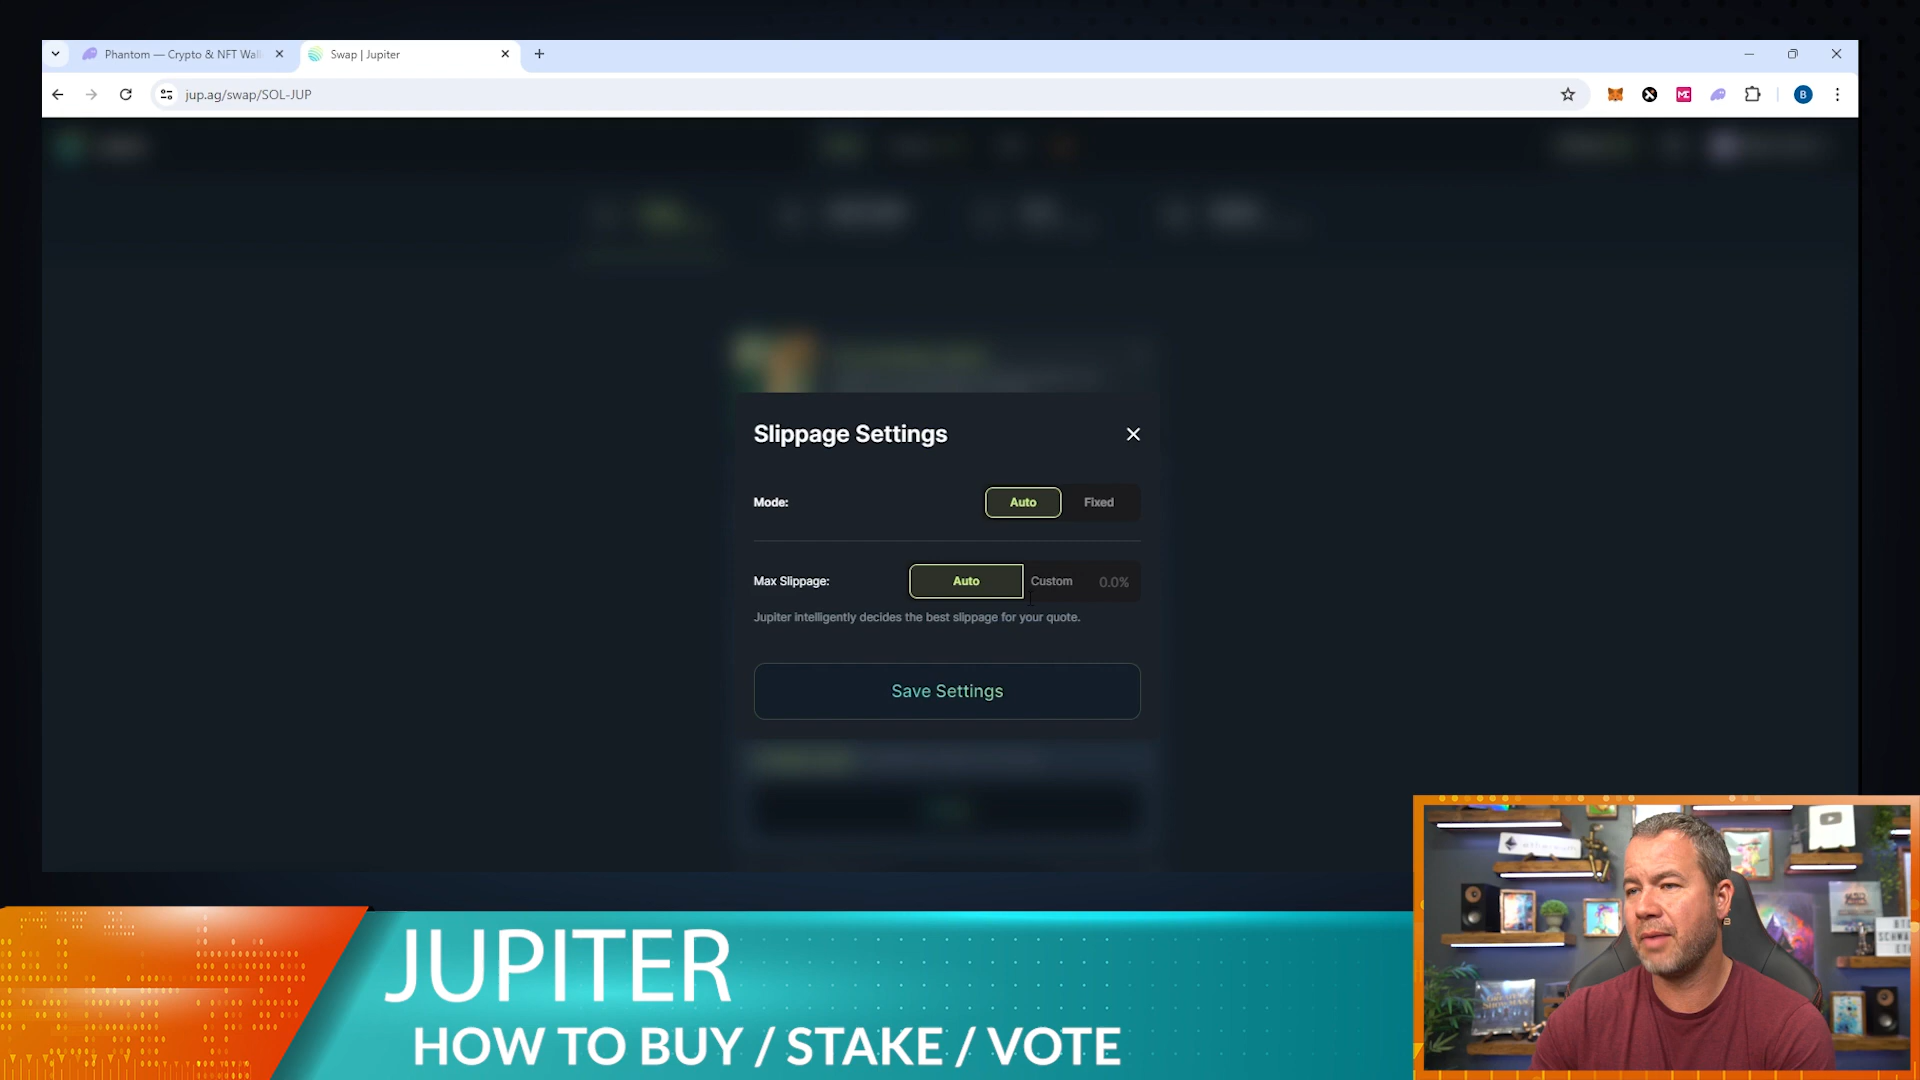 Phantom — Crypto & NFT Wall
Swap | Jupiter
jup.ag/swap/SOL-JUP
B
Slippage Settings
Mode:
Auto
Fixed
Max Slippage:
Auto
Custom
0.0%
Jupiter intelligently decides the best slippage for your quote.
Save Settings
JUPITER
HOW TO BUY / STAKE / VOTE
ethereum